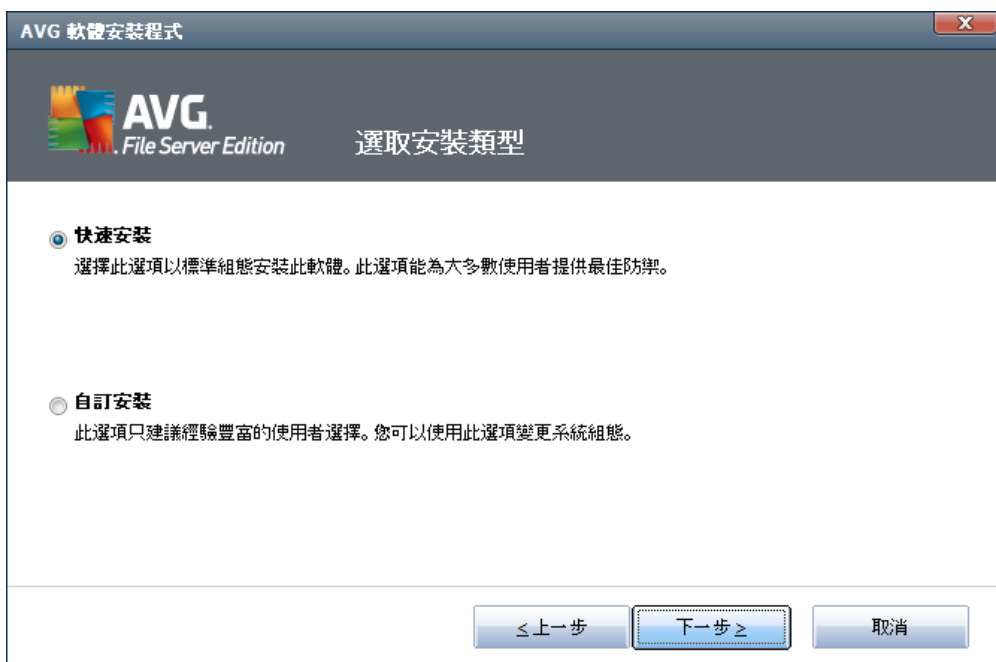 AVG 軟體安裝程式
X
AVG.
File Server Edition
選取安裝類型
快速安裝
選擇此選項以標準組態安裝此軟體。此選項能為大多數使用者提供最佳防禦。
自訂安裝
此選項只建議經驗豐富的使用者選擇。您可以使用此選項變更系統組態。
≤上一步
下一步≥
取消